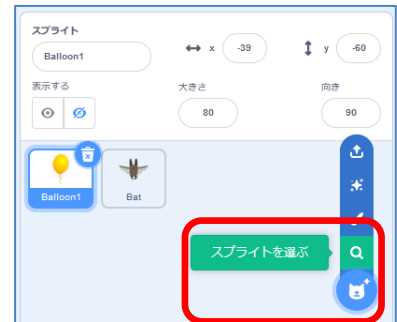 スプライト
Balloon1
x -39
y -60
表示する
大きさ
向き
80
90
Balloon1
Bat
スプライトを選ぶ